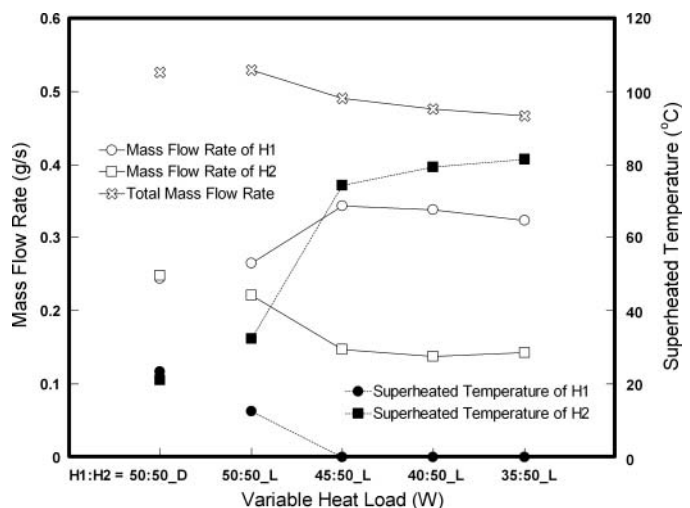 0.6
0.5
0.4
0.3
0.2
0.1
0
Mass Flow Rate (g/s)
120
100
80
60
40
20
0
Superheated Temperature (°C)
Mass Flow Rate of H1
Mass Flow Rate of H2
Total Mass Flow Rate
Superheated Temperature of H1
Superheated Temperature of H2
H1:H2 = 50:50_D 50:50_L 45:50_L 40:50_L 35:50_L
Variable Heat Load (W)